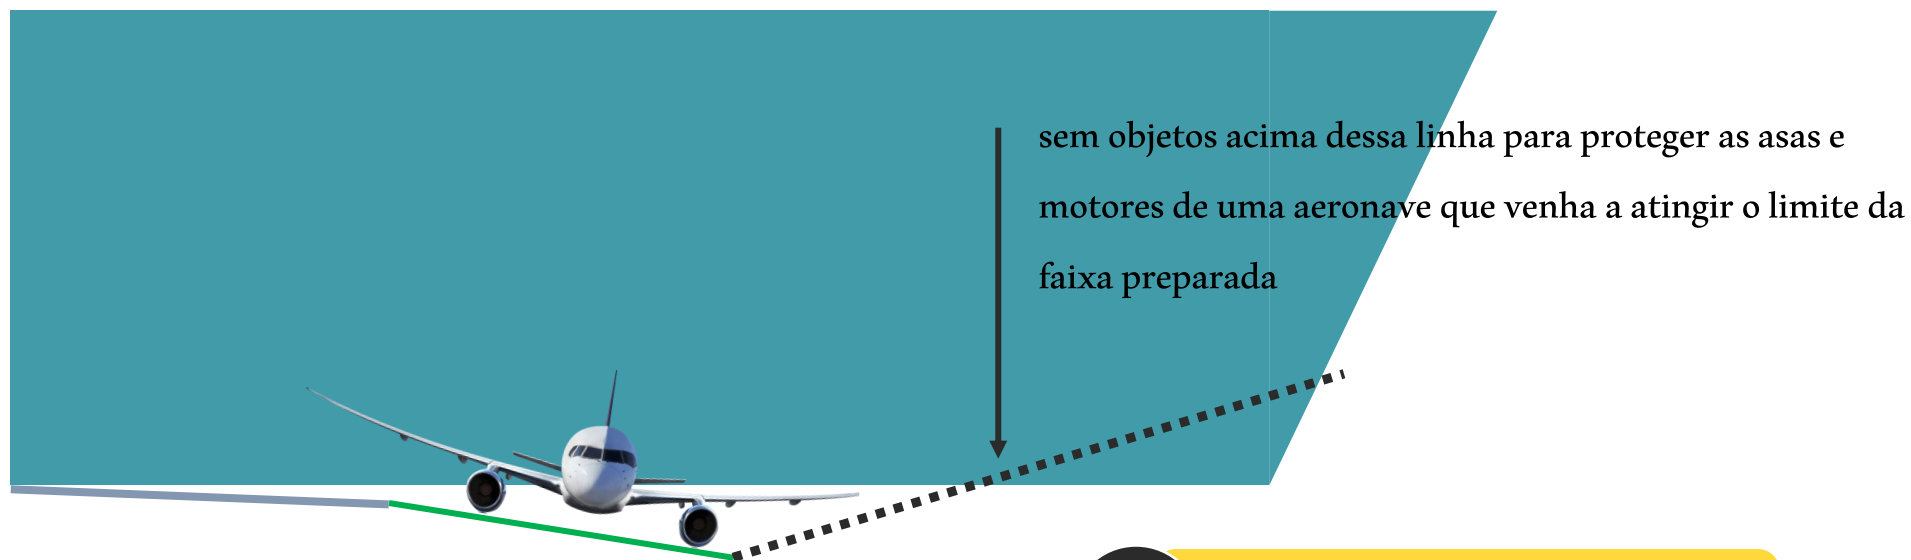 sem objetos acima dessa linha para proteger as asas e
motores de uma aeronave que venha a atingir o limite da
faixa preparada